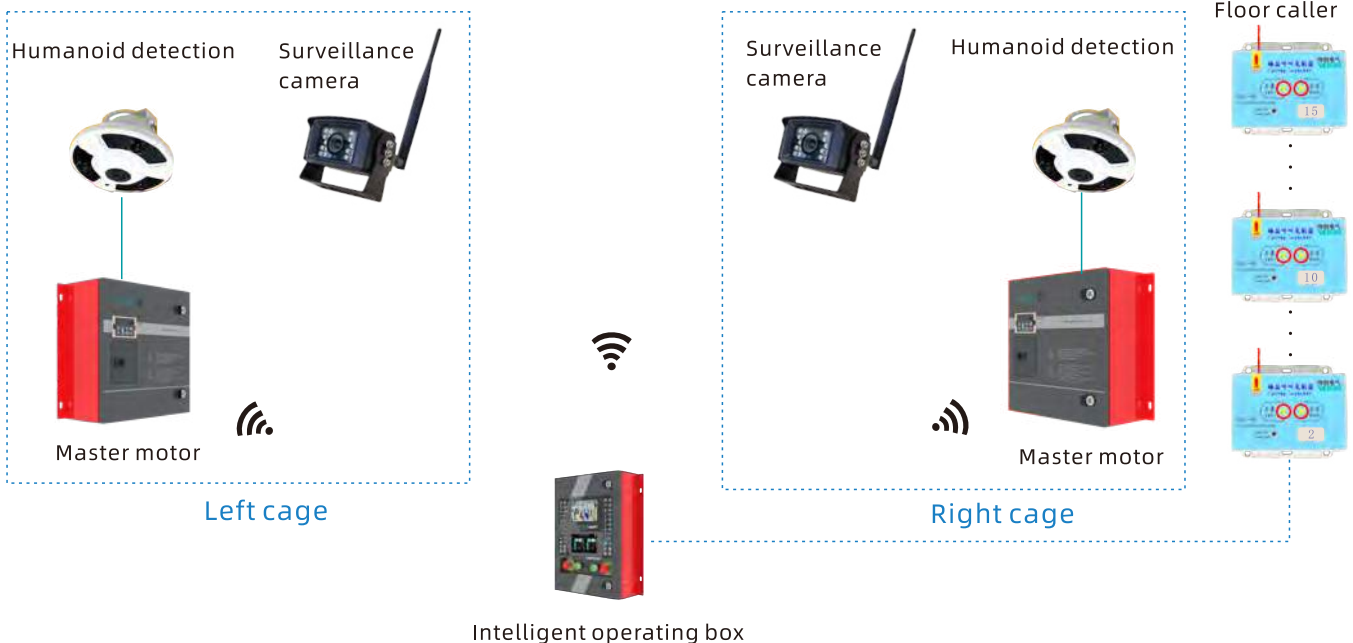 Floor caller
Humanoid detection
Surveillance
camera
Surveillance
camera
Humanoid detection
15
10
2
Master motor
Master motor
Left cage
Right cage
Intelligent operating box